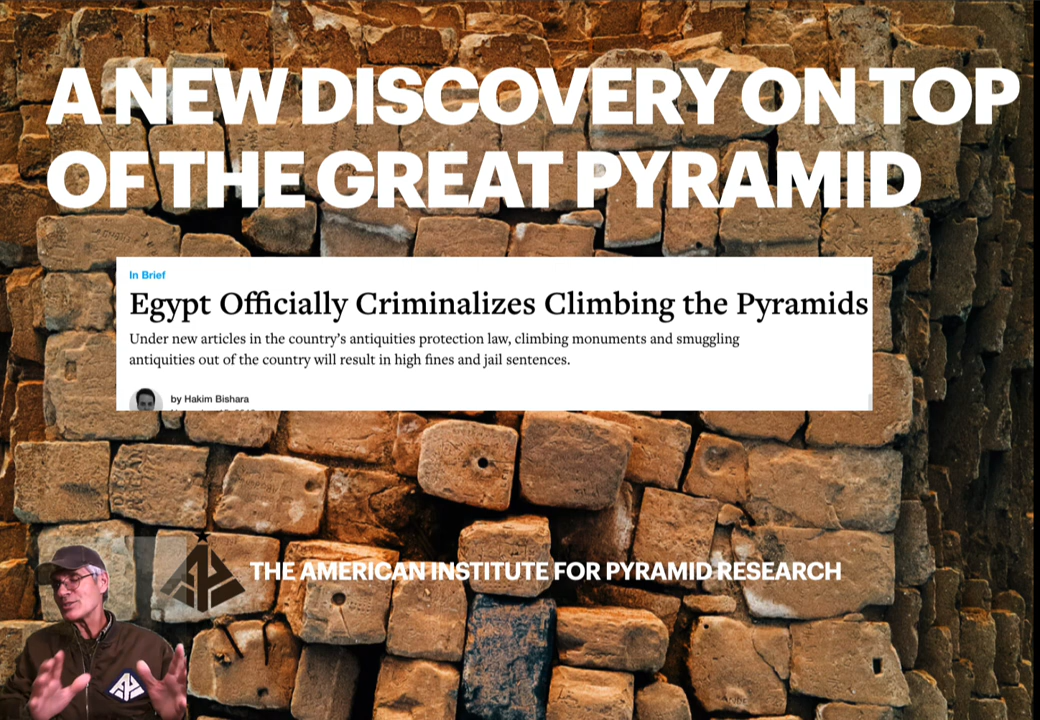 A NEW DISCOVERY ON TOP
OF THE GREAT PYRAMID
In Brief
Egypt Officially Criminalizes Climbing the Pyramids
Under new articles in the country's antiquities protection law, climbing monuments and smuggling
antiquities out of the country will result in high fines and jail sentences.
by Hakim Bishara
THE AMERICAN INSTITUTE FOR PYRAMID RESEARCH